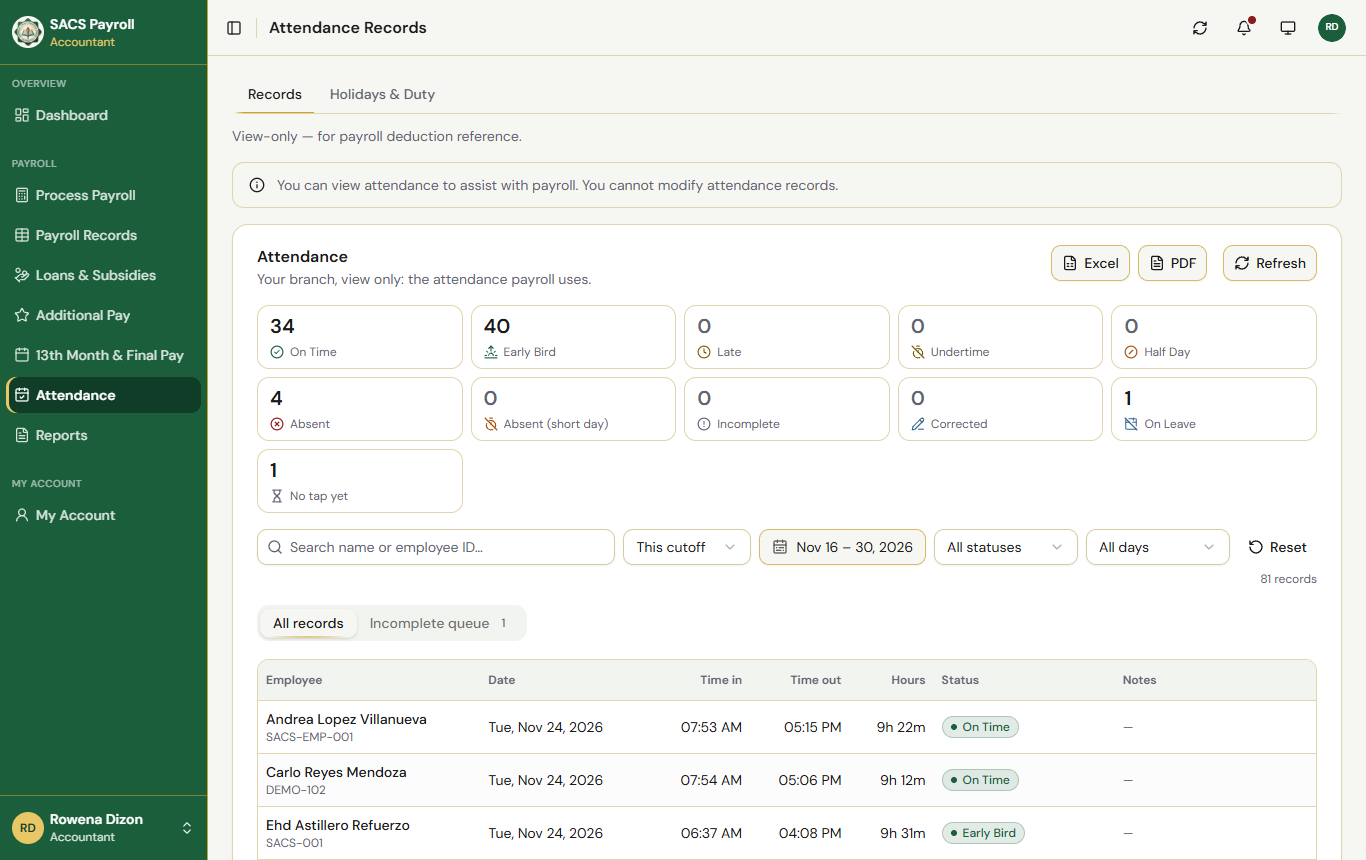 SACS Payroll
Accountant
OVERVIEW
Dashboard
PAYROLL
Process Payroll
Payroll Records
Loans & Subsidies
Additional Pay
13th Month & Final Pay
Attendance
Reports
MY ACCOUNT
My Account
RD
Rowena Dizon
Accountant
Attendance Records
RD
Records
Holidays & Duty
View-only — for payroll deduction reference.
You can view attendance to assist with payroll. You cannot modify attendance records.
Attendance
Your branch, view only: the attendance payroll uses.
Excel
PDF
Refresh
34
On Time
40
Early Bird
0
Late
0
Undertime
0
Half Day
4
Absent
0
Absent (short day)
0
Incomplete
0
Corrected
1
On Leave
1
No tap yet
Search name or employee ID...
This cutoff
Nov 16 – 30, 2026
All statuses
All days
Reset
81 records
All records
Incomplete queue 1
Employee Date Time in Time out Hours Status Notes
Andrea Lopez Villanueva
SACS-EMP-001
Tue, Nov 24, 2026 07:53 AM 05:15 PM 9h 22m On Time —
Carlo Reyes Mendoza
DEMO-102
Tue, Nov 24, 2026 07:54 AM 05:06 PM 9h 12m On Time —
Ehd Astillero Refuerzo
SACS-001
Tue, Nov 24, 2026 06:37 AM 04:08 PM 9h 31m Early Bird —